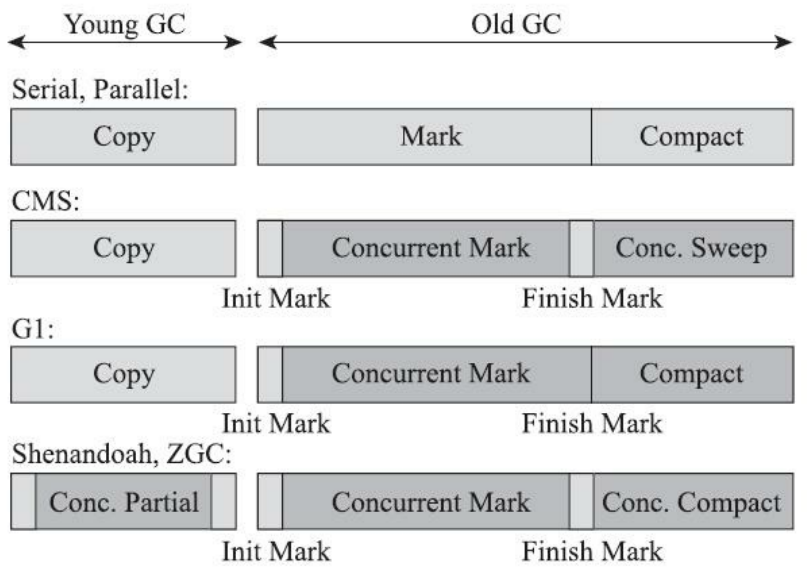 Young GC Old GC
Serial, Parallel:
Copy Mark Compact
CMS:
Copy Concurrent Mark Conc. Sweep
Init Mark Finish Mark
G1:
Copy Concurrent Mark Compact
Init Mark Finish Mark
Shenandoah, ZGC:
Conc. Partial Concurrent Mark Conc. Compact
Init Mark Finish Mark